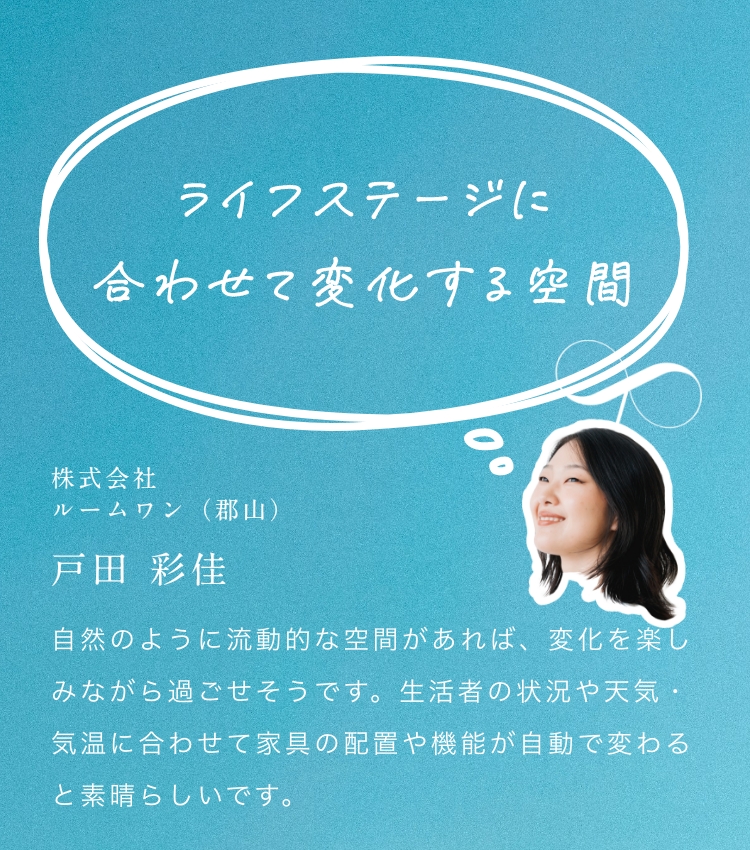 ライフステージに
合わせて変化する空間
株式会社
ルームワン（郡山）
戸田 彩佳
自然のように流動的な空間があれば、変化を楽し
みながら過ごせそうです。生活者の状況や天気・
気温に合わせて家具の配置や機能が自動で変わる
と素晴らしいです。